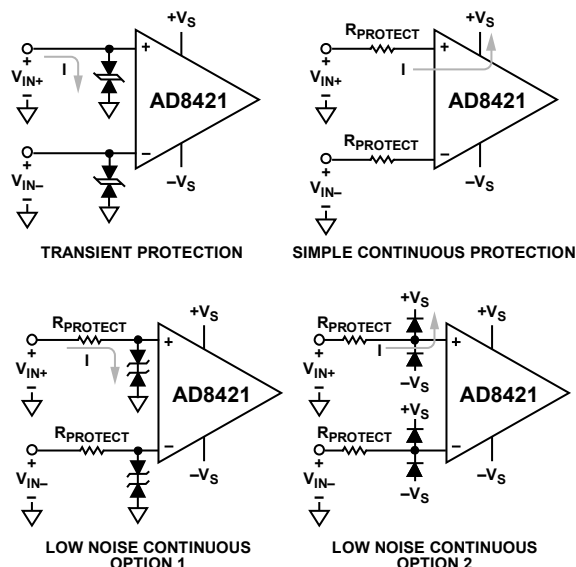 +VS
+
VIN+
–
I
+
AD8421
+
VIN–
–
–
–VS
TRANSIENT PROTECTION
+VS
RPROTECT
+
VIN+
–
I
+
AD8421
RPROTECT
+
VIN–
–
–
–VS
SIMPLE CONTINUOUS PROTECTION
+VS
RPROTECT
+
VIN+
–
I
+
AD8421
RPROTECT
+
VIN–
–
–
–VS
LOW NOISE CONTINUOUS
OPTION 1
+VS
+VS
RPROTECT
+
VIN+
–
I
+
–VS
AD8421
+VS
RPROTECT
+
VIN–
–
–
–VS
–VS
LOW NOISE CONTINUOUS
OPTION 2